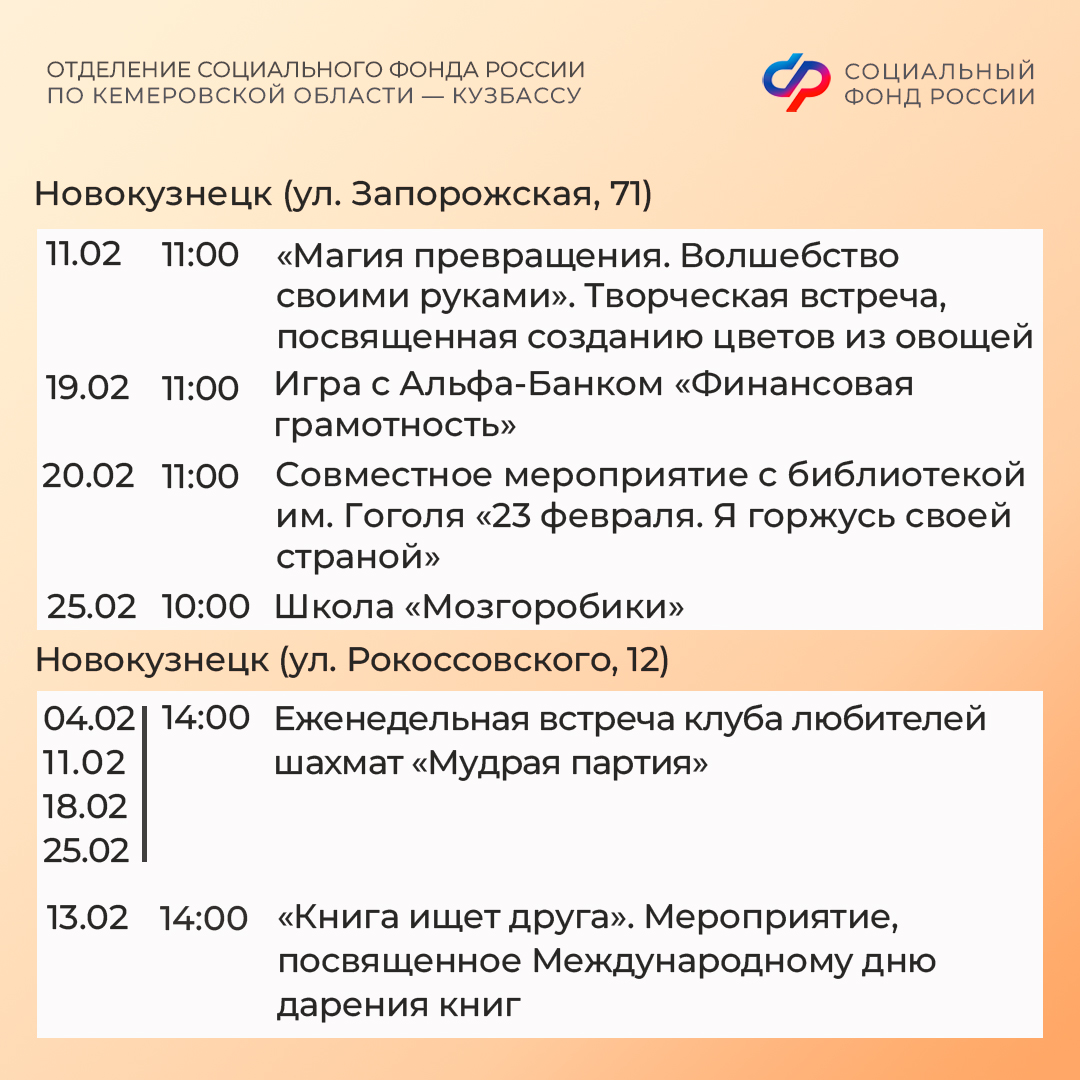 ОТДЕЛЕНИЕ СОЦИАЛЬНОГО ФОНДА РОССИИ
ПО КЕМЕРОВСКОЙ ОБЛАСТИ — КУЗБАССУ
СОЦИАЛЬНЫЙ
ФОНД РОССИИ
Новокузнецк (ул. Запорожская, 71)
11.02 11:00 «Магия превращения. Волшебство
своими руками». Творческая встреча,
посвященная созданию цветов из овощей
19.02 11:00 Игра с Альфа-Банком «Финансовая
грамотность»
20.02 11:00 Совместное мероприятие с библиотекой
им. Гоголя «23 февраля. Я горжусь своей
страной»
25.02 10:00 Школа «Мозгоробики»
Новокузнецк (ул. Рокоссовского, 12)
04.02 14:00 Еженедельная встреча клуба любителей
11.02 шахмат «Мудрая партия»
18.02
25.02
13.02 14:00 «Книга ищет друга». Мероприятие,
посвященное Международному дню
дарения книг